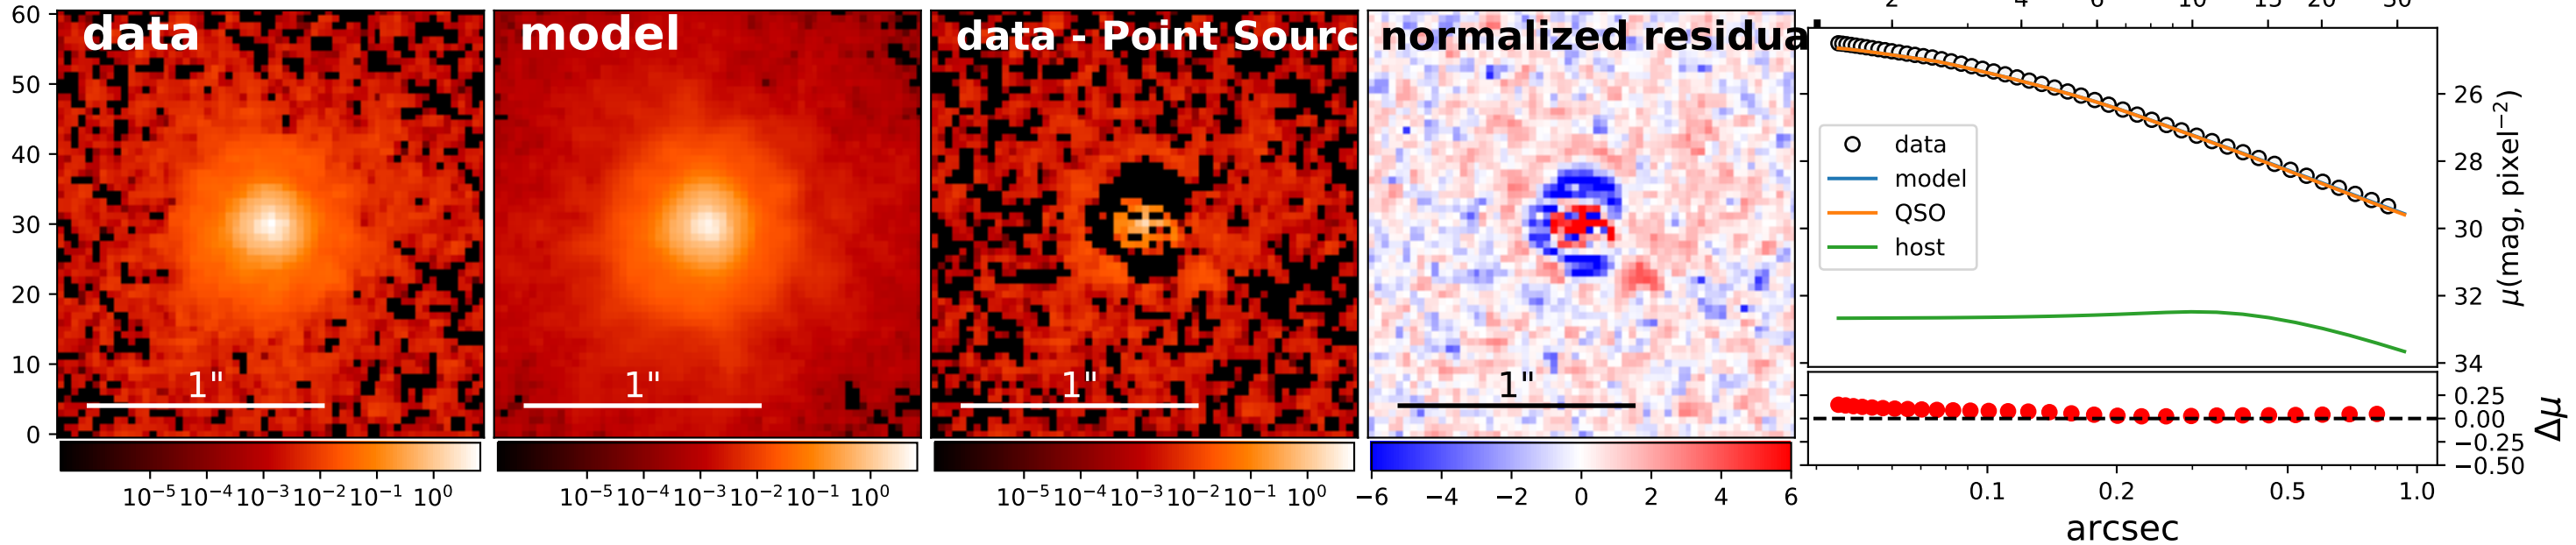 data
model
data - Point Sourc
normalized residual
2 4 6 10 15 20 30
60
50
40
30
20
10
0
1"
1"
1"
1"
10⁻⁵ 10⁻⁴ 10⁻³ 10⁻² 10⁻¹ 10⁰
10⁻⁵ 10⁻⁴ 10⁻³ 10⁻² 10⁻¹ 10⁰
10⁻⁵ 10⁻⁴ 10⁻³ 10⁻² 10⁻¹ 10⁰
−6 −4 −2 0 2 4 6
data
model
QSO
host
26
28
30
32
34
μ(mag, pixel⁻²)
0.25
0.00
−0.25
−0.50
Δμ
0.1 0.2 0.5 1.0
arcsec